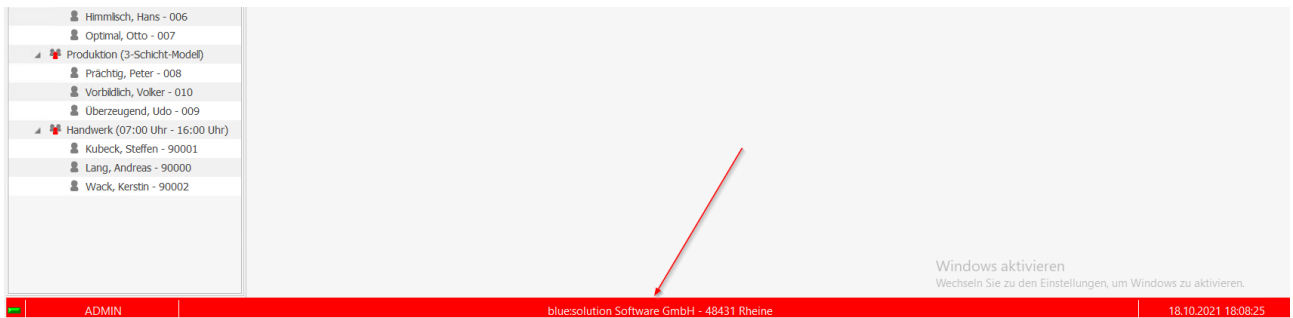 Himmlisch, Hans - 006
Optimal, Otto - 007
Produktion (3-Schicht-Modell)
Prächtig, Peter - 008
Vorbildlich, Volker - 010
Überzeugend, Udo - 009
Handwerk (07:00 Uhr - 16:00 Uhr)
Kubeck, Steffen - 90001
Lang, Andreas - 90000
Wack, Kerstin - 90002
Windows aktivieren
Wechseln Sie zu den Einstellungen, um Windows zu aktivieren.
ADMIN
blue:solution Software GmbH - 48431 Rheine
18.10.2021 18:08:25